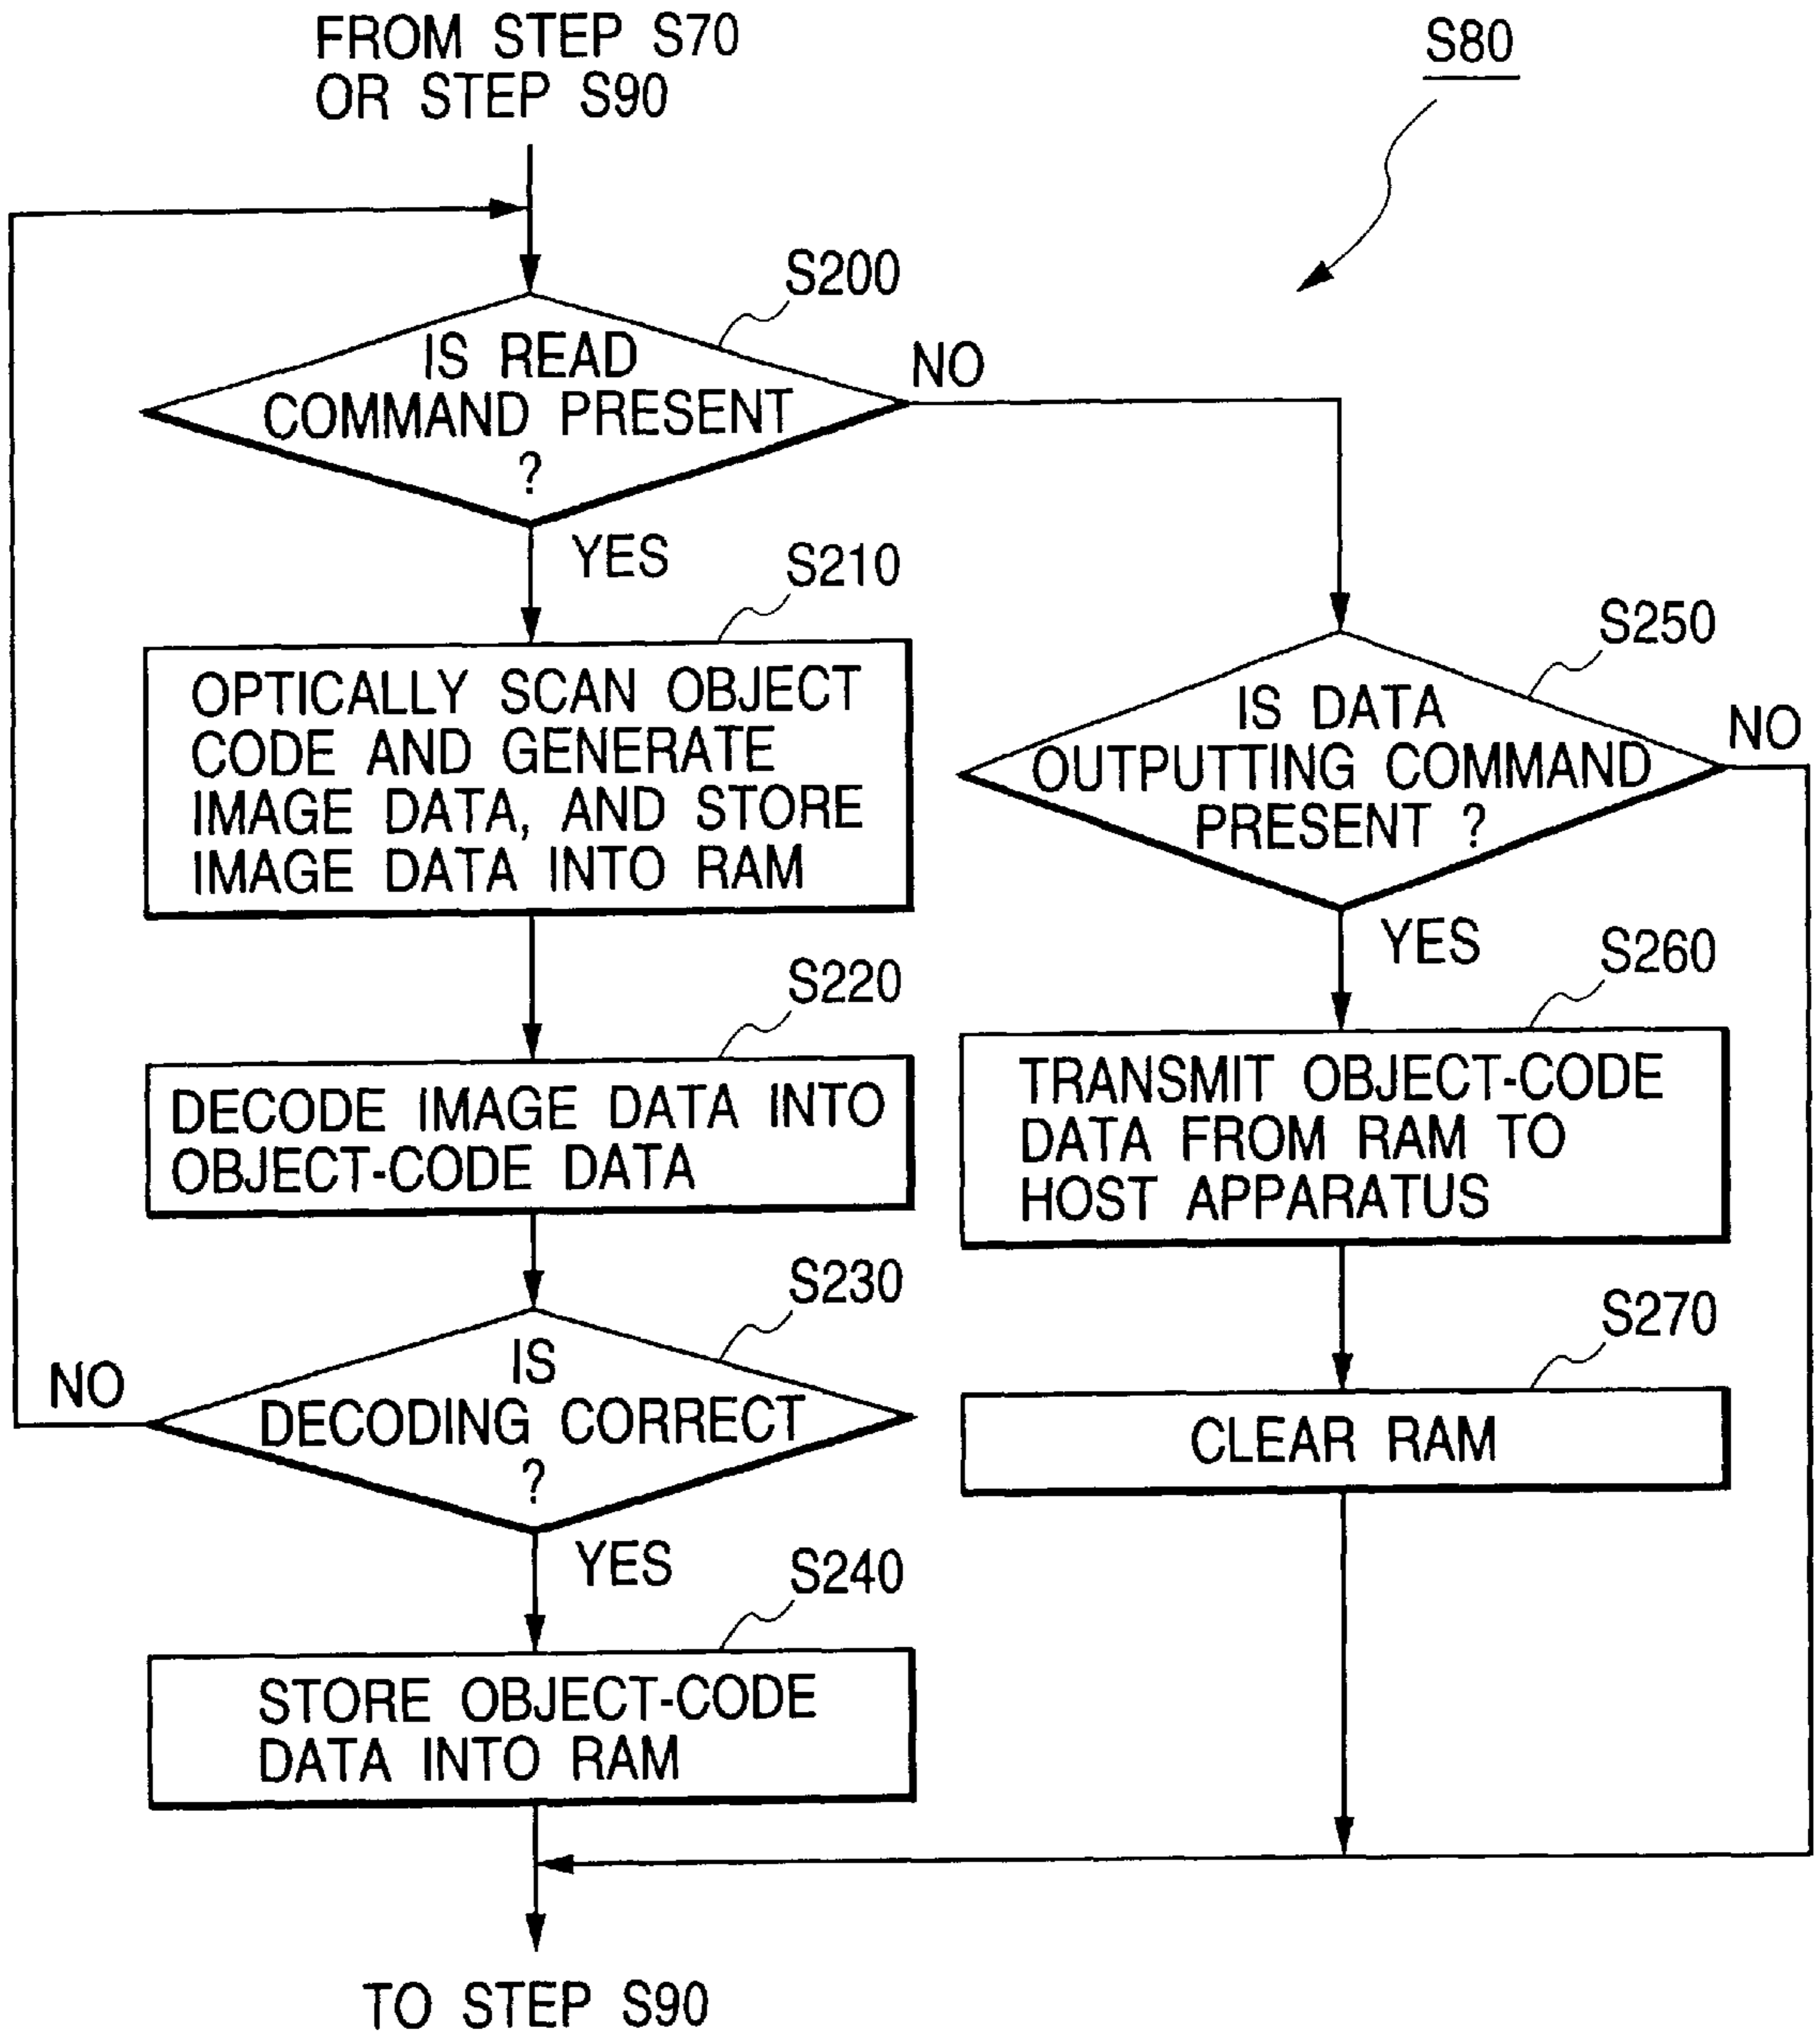 FROM STEP S70
OR STEP S90
S80
S200
IS READ
COMMAND PRESENT
?
NO
YES
S210
OPTICALLY SCAN OBJECT
CODE AND GENERATE
IMAGE DATA, AND STORE
IMAGE DATA INTO RAM
S220
DECODE IMAGE DATA INTO
OBJECT-CODE DATA
S230
IS
DECODING CORRECT
?
NO
YES
S240
STORE OBJECT-CODE
DATA INTO RAM
S250
IS DATA
OUTPUTTING COMMAND
PRESENT ?
NO
YES
S260
TRANSMIT OBJECT-CODE
DATA FROM RAM TO
HOST APPARATUS
S270
CLEAR RAM
TO STEP S90